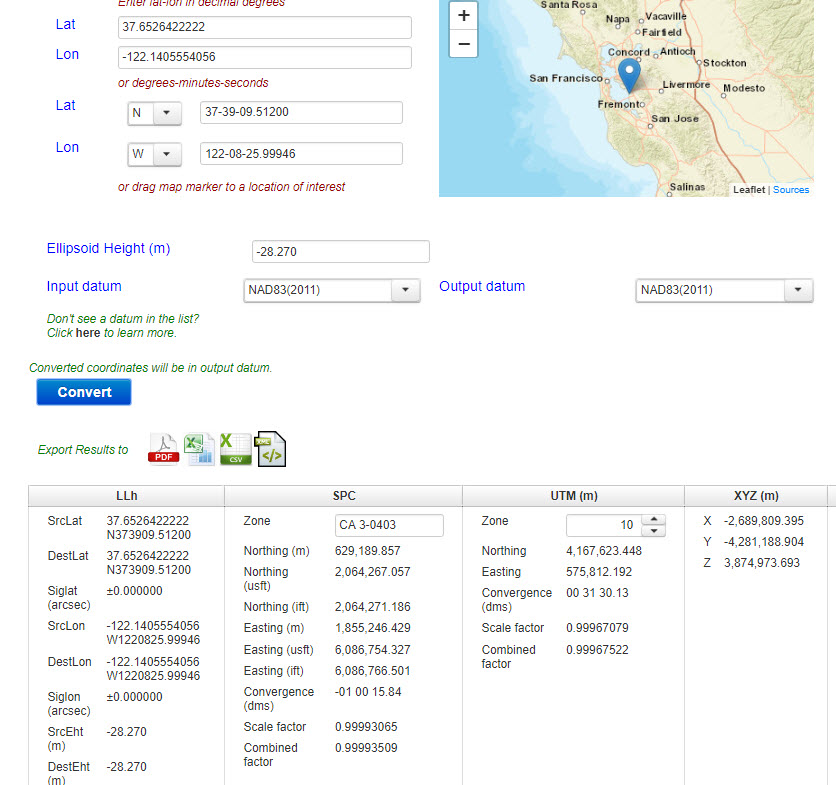 Enter lat-lon in decimal degrees
Lat 37.6526422222
Lon -122.1405554056
or degrees-minutes-seconds
Lat N 37-39-09.51200
Lon W 122-08-25.99946
or drag map marker to a location of interest
+
−
Santa Rosa
Napa
Vacaville
Fairfield
Concord
Antioch
Stockton
San Francisco
Livermore
Modesto
Fremont
San Jose
Salinas
Leaflet | Sources
Ellipsoid Height (m) -28.270
Input datum NAD83(2011) Output datum NAD83(2011)
Don't see a datum in the list?
Click here to learn more.
Converted coordinates will be in output datum.
Convert
Export Results to PDF X X CSV </>
LLh
SrcLat 37.6526422222
N373909.51200
DestLat 37.6526422222
N373909.51200
Siglat ±0.000000
(arcsec)
SrcLon -122.1405554056
W1220825.99946
DestLon -122.1405554056
W1220825.99946
Siglon ±0.000000
(arcsec)
SrcEht -28.270
(m)
DestEht -28.270
(m)
SPC
Zone CA 3-0403
Northing (m) 629,189.857
Northing 2,064,267.057
(usft)
Northing (ift) 2,064,271.186
Easting (m) 1,855,246.429
Easting (usft) 6,086,754.327
Easting (ift) 6,086,766.501
Convergence -01 00 15.84
(dms)
Scale factor 0.99993065
Combined 0.99993509
factor
UTM (m)
Zone 10
Northing 4,167,623.448
Easting 575,812.192
Convergence 00 31 30.13
(dms)
Scale factor 0.99967079
Combined 0.99967522
factor
XYZ (m)
X -2,689,809.395
Y -4,281,188.904
Z 3,874,973.693